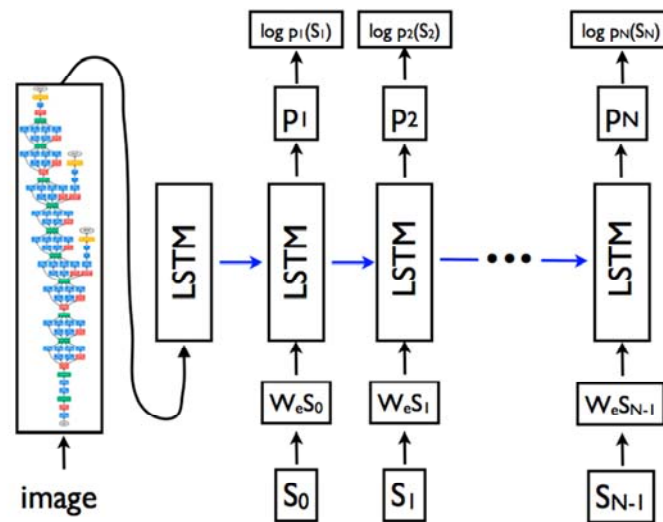 log p₁(S₁) log p₂(S₂) log pN(SN)
p₁ p₂ pN
LSTM LSTM LSTM ••• LSTM
WeS₀ WeS₁ WeSN-1
image S₀ S₁ SN-1